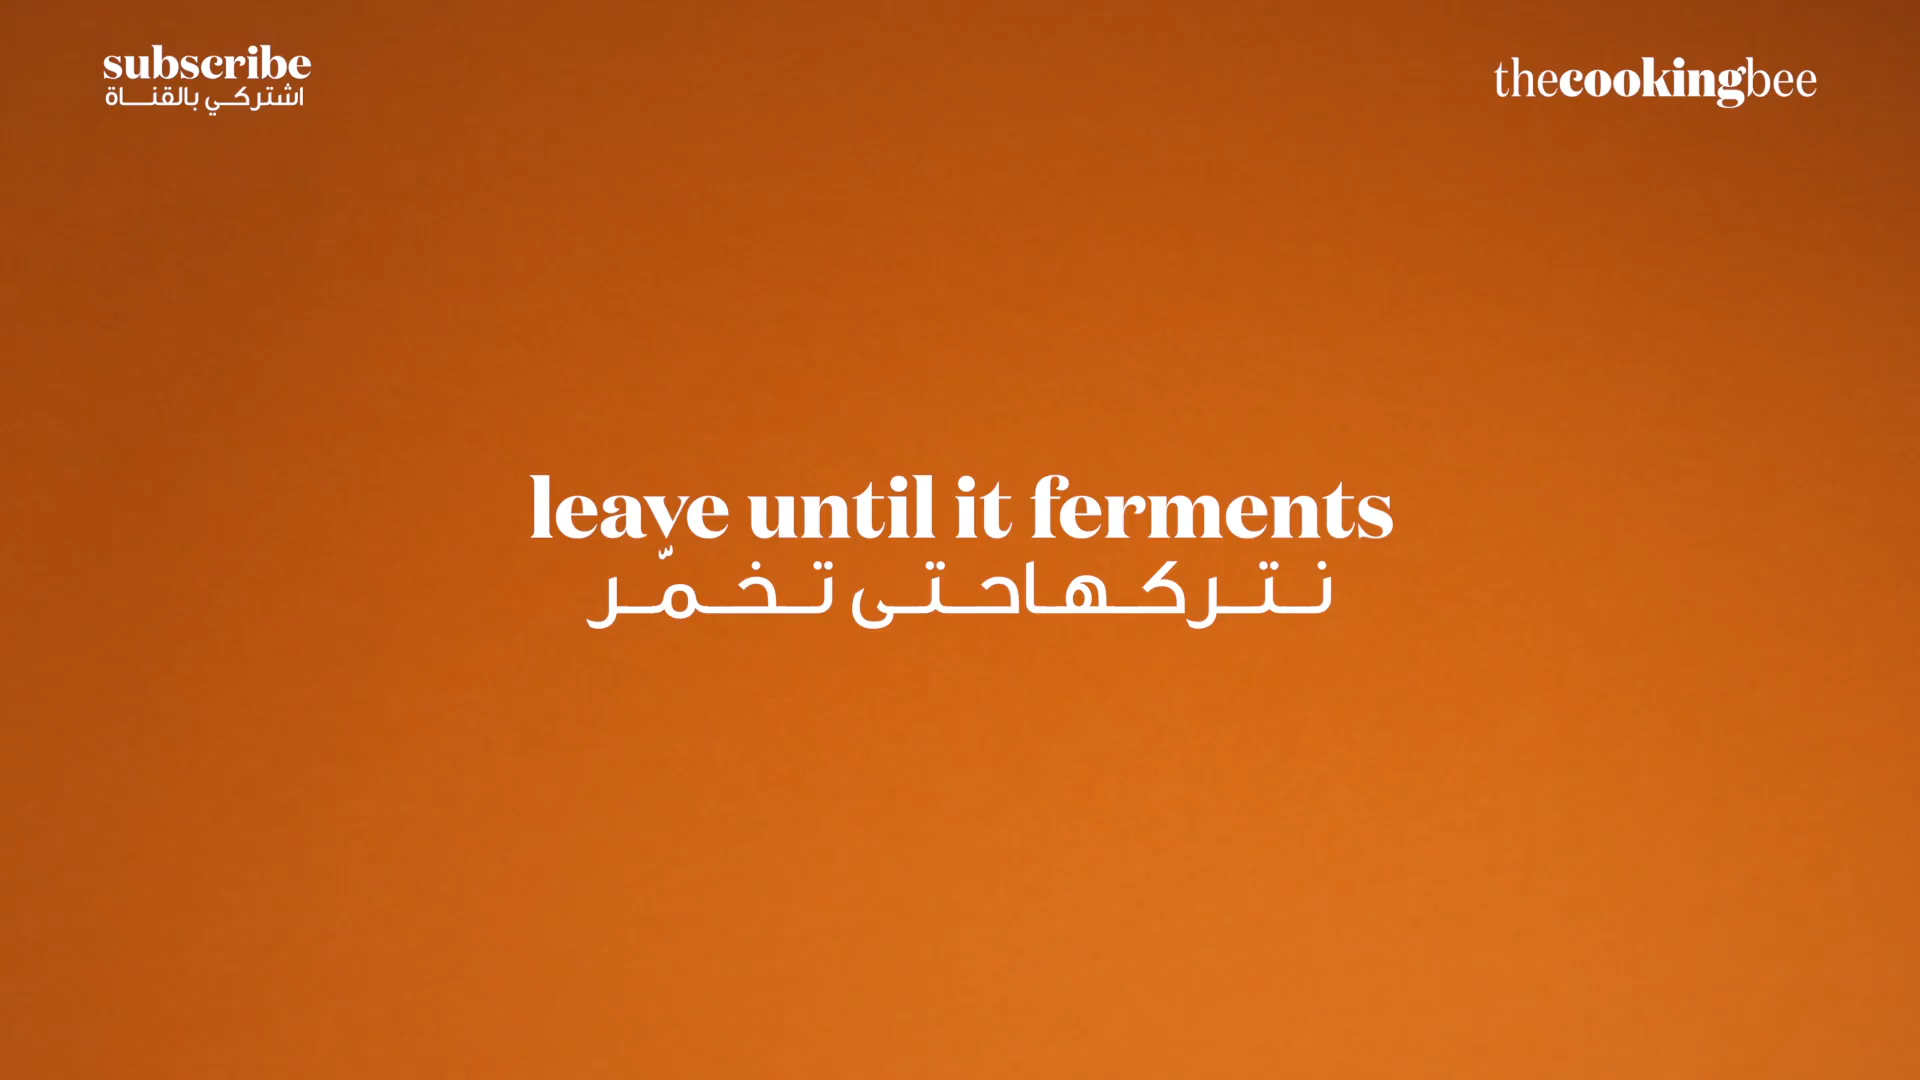 subscribe
اشتركي بالقناة
thecookingbee
leave until it ferments
نتركها حتى تخمّر